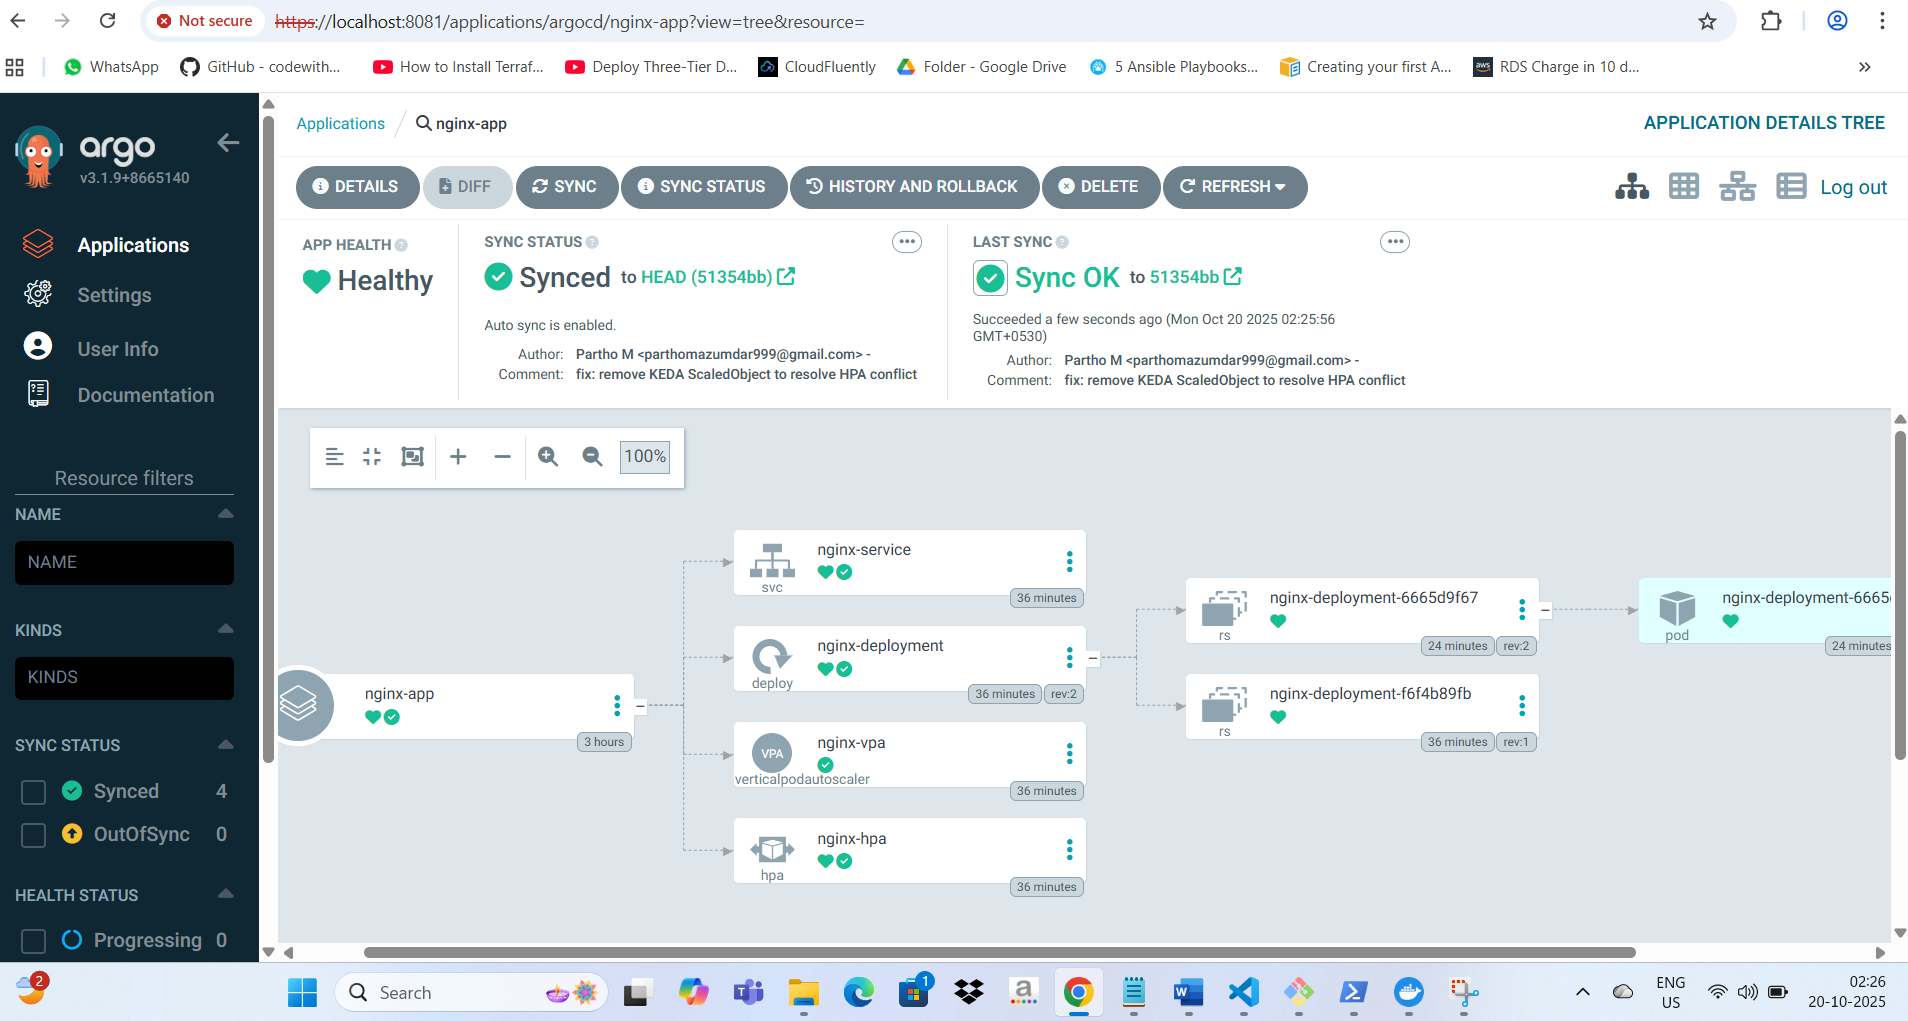 Not secure
https://localhost:8081/applications/argocd/nginx-app?view=tree&resource=
WhatsApp
GitHub - codewith...
How to Install Terraf...
Deploy Three-Tier D...
CloudFluently
Folder - Google Drive
5 Ansible Playbooks...
Creating your first A...
aws
RDS Charge in 10 d...
argo
v3.1.9+8665140
Applications
Settings
User Info
Documentation
Resource filters
NAME
NAME
KINDS
KINDS
SYNC STATUS
Synced 4
OutOfSync 0
HEALTH STATUS
Progressing 0
Applications / nginx-app
APPLICATION DETAILS TREE
DETAILS
DIFF
SYNC
SYNC STATUS
HISTORY AND ROLLBACK
DELETE
REFRESH
Log out
APP HEALTH
Healthy
SYNC STATUS
Synced to HEAD (51354bb)
Auto sync is enabled.
Author: Partho M <parthomazumdar999@gmail.com> -
Comment: fix: remove KEDA ScaledObject to resolve HPA conflict
LAST SYNC
Sync OK to 51354bb
Succeeded a few seconds ago (Mon Oct 20 2025 02:25:56
GMT+0530)
Author: Partho M <parthomazumdar999@gmail.com> -
Comment: fix: remove KEDA ScaledObject to resolve HPA conflict
100%
nginx-app
3 hours
nginx-service
svc
36 minutes
nginx-deployment
deploy
36 minutes
rev:2
VPA
nginx-vpa
verticalpodautoscaler
36 minutes
nginx-hpa
hpa
36 minutes
nginx-deployment-6665d9f67
rs
24 minutes
rev:2
nginx-deployment-f6f4b89fb
rs
36 minutes
rev:1
nginx-deployment-6665
pod
24 minutes
2
Search
1
ENG
US
02:26
20-10-2025